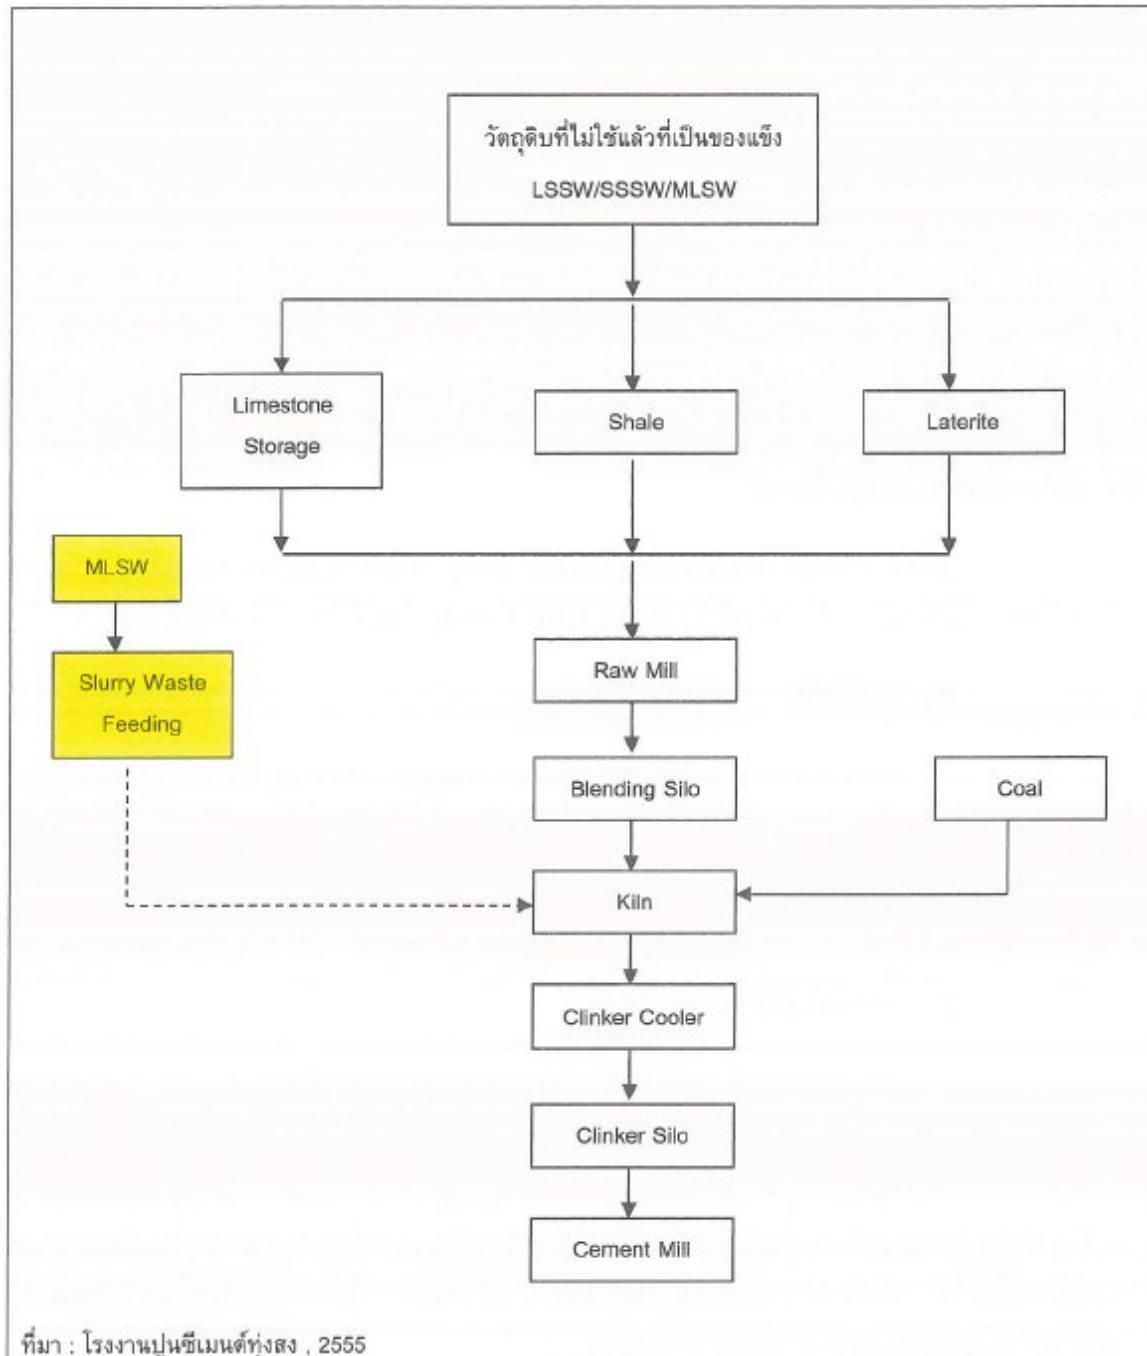 วัตถุดิบที่ไม่ใช้แล้วที่เป็นของแข็ง
LSSW/SSSW/MLSW
Limestone
Storage
Shale
Laterite
MLSW
Slurry Waste
Feeding
Raw Mill
Blending Silo
Coal
Kiln
Clinker Cooler
Clinker Silo
Cement Mill
ที่มา : โรงงานปูนซีเมนต์ทุ่งสง , 2555